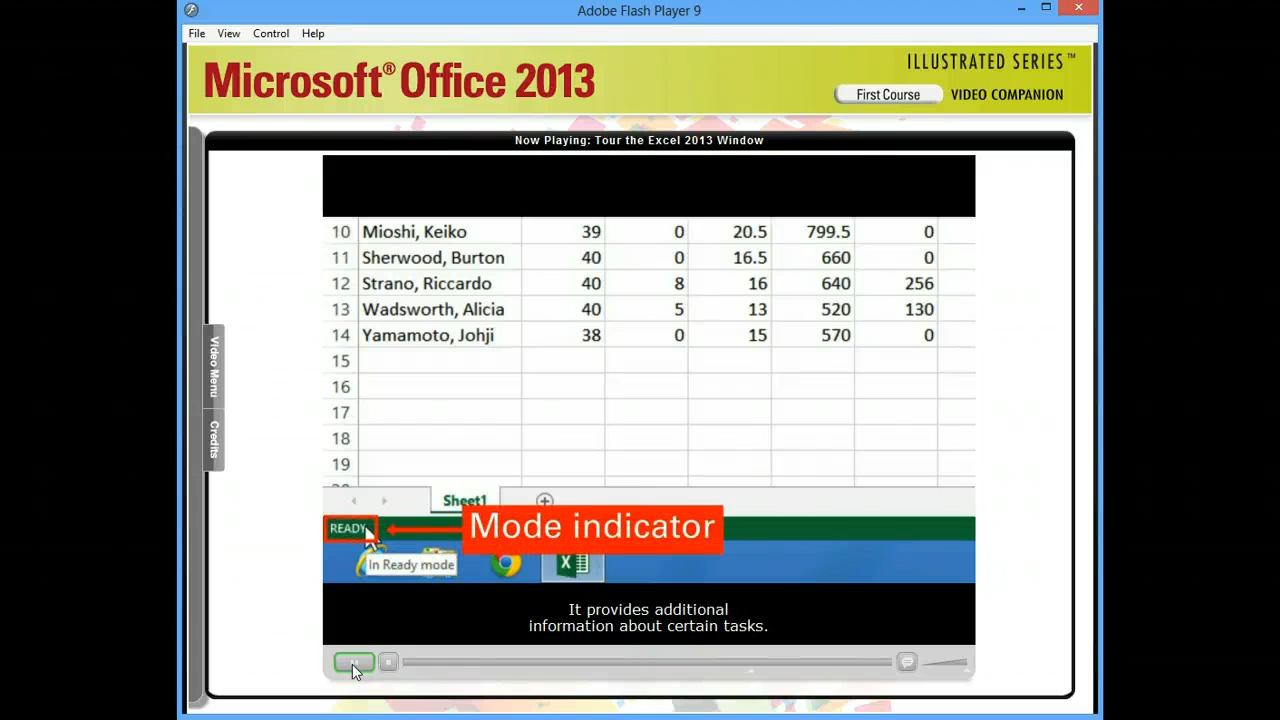 Adobe Flash Player 9
File View Control Help
Microsoft® Office 2013
ILLUSTRATED SERIES™
First Course VIDEO COMPANION
Now Playing: Tour the Excel 2013 Window
Video Menu
Credits
10 Mioshi, Keiko 39 0 20.5 799.5 0
11 Sherwood, Burton 40 0 16.5 660 0
12 Strano, Riccardo 40 8 16 640 256
13 Wadsworth, Alicia 40 5 13 520 130
14 Yamamoto, Johji 38 0 15 570 0
15
16
17
18
19
Sheet1
READY
Mode indicator
In Ready mode
It provides additional
information about certain tasks.